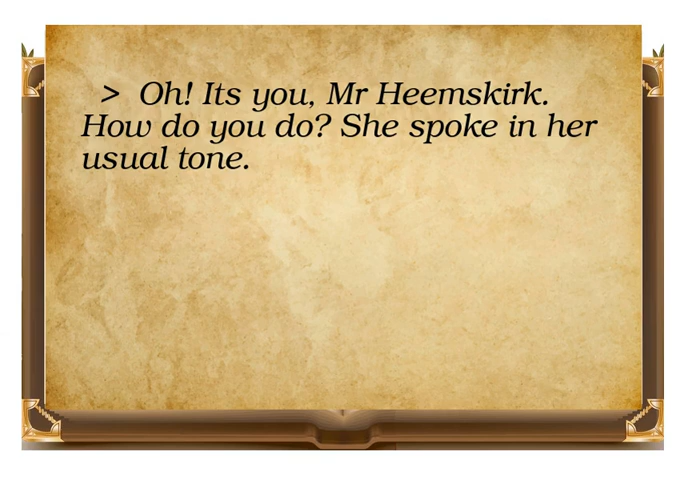 > Oh! Its you, Mr Heemskirk.
How do you do? She spoke in her
usual tone.